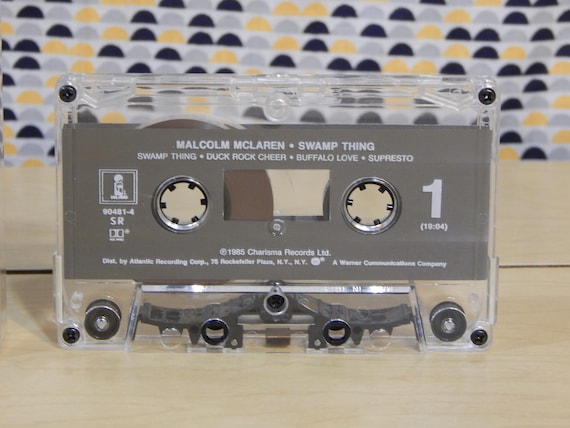 MALCOLM MCLAREN • SWAMP THING
SWAMP THING • DUCK ROCK CHEER • BUFFALO LOVE • SUPRESTO
90481-4
SR
1
(19:04)
℗1985 Charisma Records Ltd.
Dist. by Atlantic Recording Corp., 75 Rockefeller Plaza, N.Y., N.Y. A Warner Communications Company